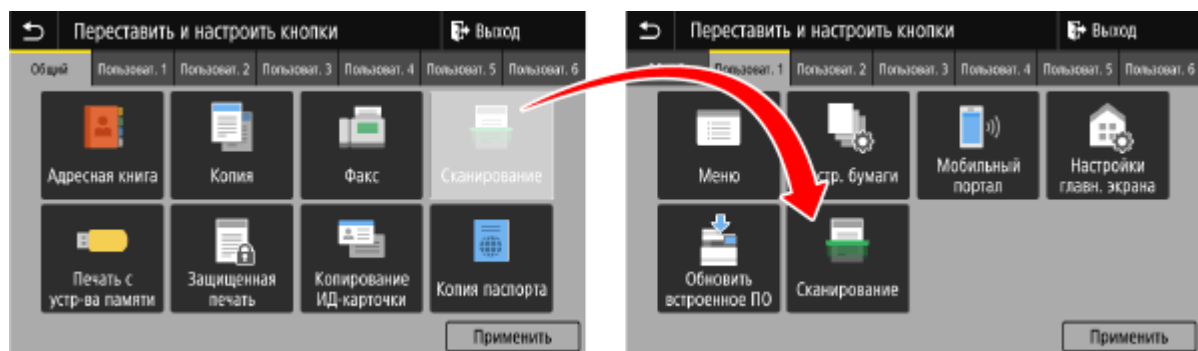 Переставить и настроить кнопки
Выход
Общий Пользоват. 1 Пользоват. 2 Пользоват. 3 Пользоват. 4 Пользоват. 5 Пользоват. 6
Адресная книга
Копия
Факс
Сканирование
Печать с
устр-ва памяти
Защищенная
печать
Копирование
ИД-карточки
Копия паспорта
Применить
Переставить и настроить кнопки
Выход
Пользоват. 1 Пользоват. 2 Пользоват. 3 Пользоват. 4 Пользоват. 5 Пользоват. 6
Меню
стр. бумаги
Мобильный
портал
Настройки
главн. экрана
Обновить
встроенное ПО
Сканирование
Применить